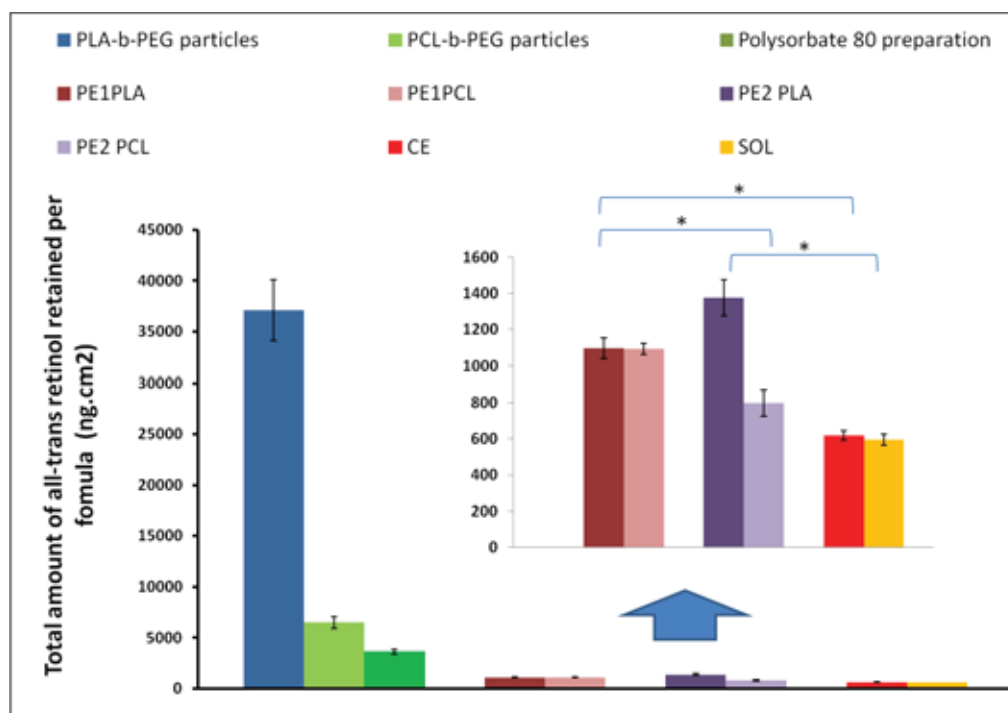 PLA-b-PEG particles
PCL-b-PEG particles
Polysorbate 80 preparation
PE1PLA
PE1PCL
PE2 PLA
PE2 PCL
CE
SOL
Total amount of all-trans retinol retained per
fomula (ng.cm2)
45000
40000
35000
30000
25000
20000
15000
10000
5000
0
*
*
*
1600
1400
1200
1000
800
600
400
200
0